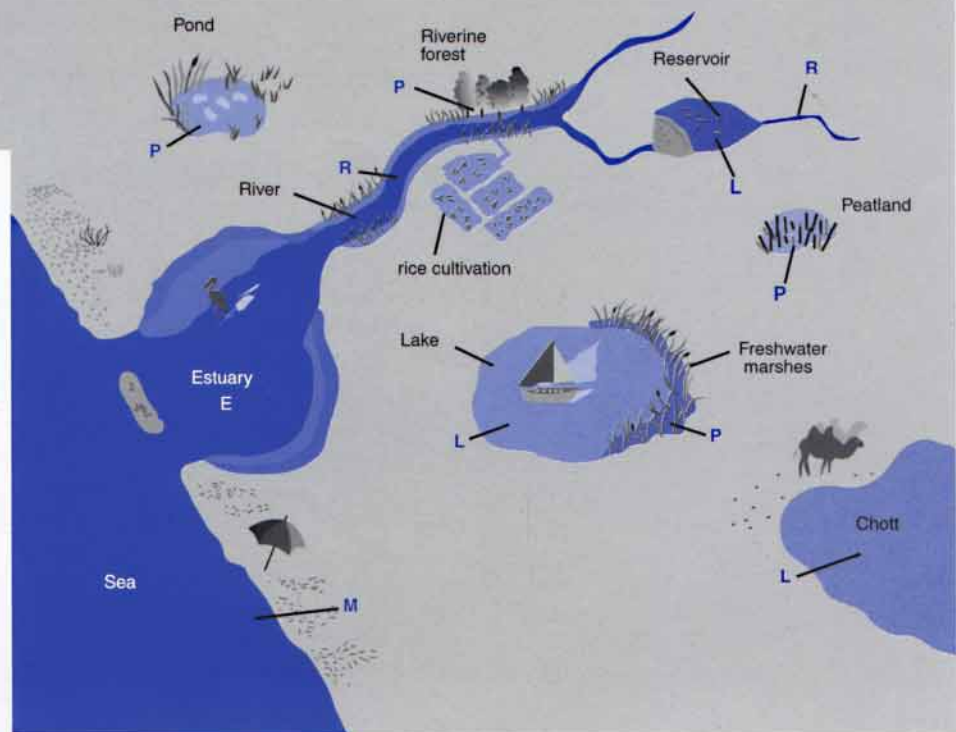 Pond
Riverine
forest
Reservoir
R
P
P
R
L
River
Peatland
rice cultivation
P
Lake
Freshwater
marshes
Estuary
E
L
P
Chott
L
Sea
M